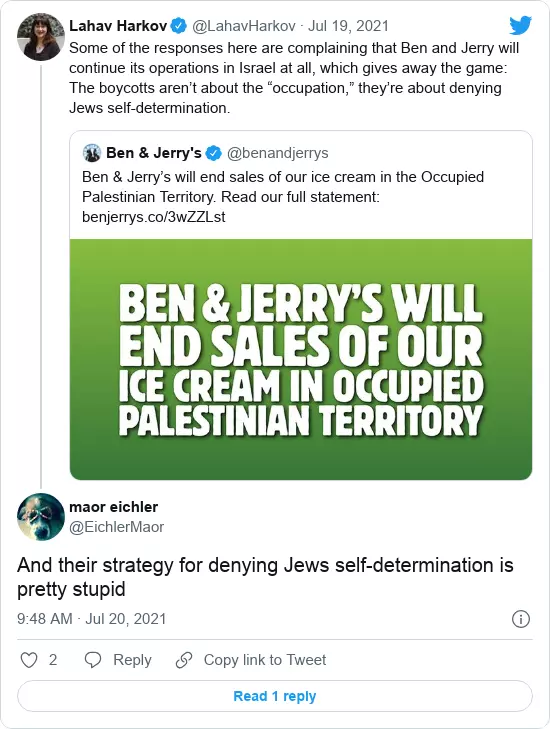 Lahav Harkov @LahavHarkov · Jul 19, 2021
Some of the responses here are complaining that Ben and Jerry will
continue its operations in Israel at all, which gives away the game:
The boycotts aren’t about the “occupation,” they’re about denying
Jews self-determination.
Ben & Jerry's @benandjerrys
Ben & Jerry’s will end sales of our ice cream in the Occupied
Palestinian Territory. Read our full statement:
benjerrys.co/3wZZLst
BEN & JERRY’S WILL
END SALES OF OUR
ICE CREAM IN OCCUPIED
PALESTINIAN TERRITORY
maor eichler
@EichlerMaor
And their strategy for denying Jews self-determination is
pretty stupid
9:48 AM · Jul 20, 2021
2 Reply Copy link to Tweet
Read 1 reply